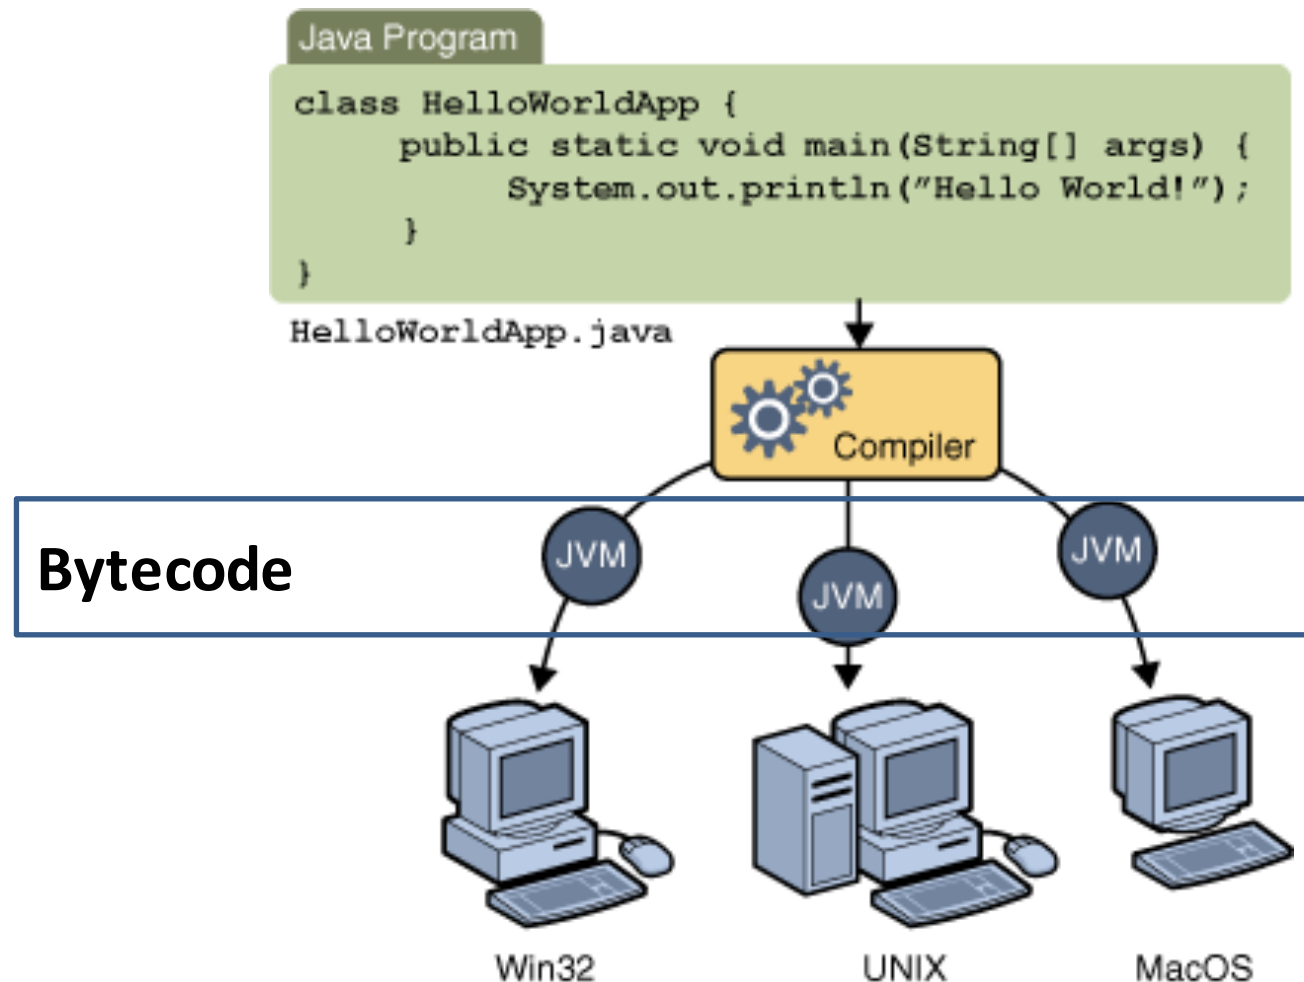 Java Program
class HelloWorldApp {
public static void main(String[] args) {
System.out.println("Hello World!");
}
}
HelloWorldApp.java
Compiler
Bytecode
JVM
JVM
JVM
Win32
UNIX
MacOS